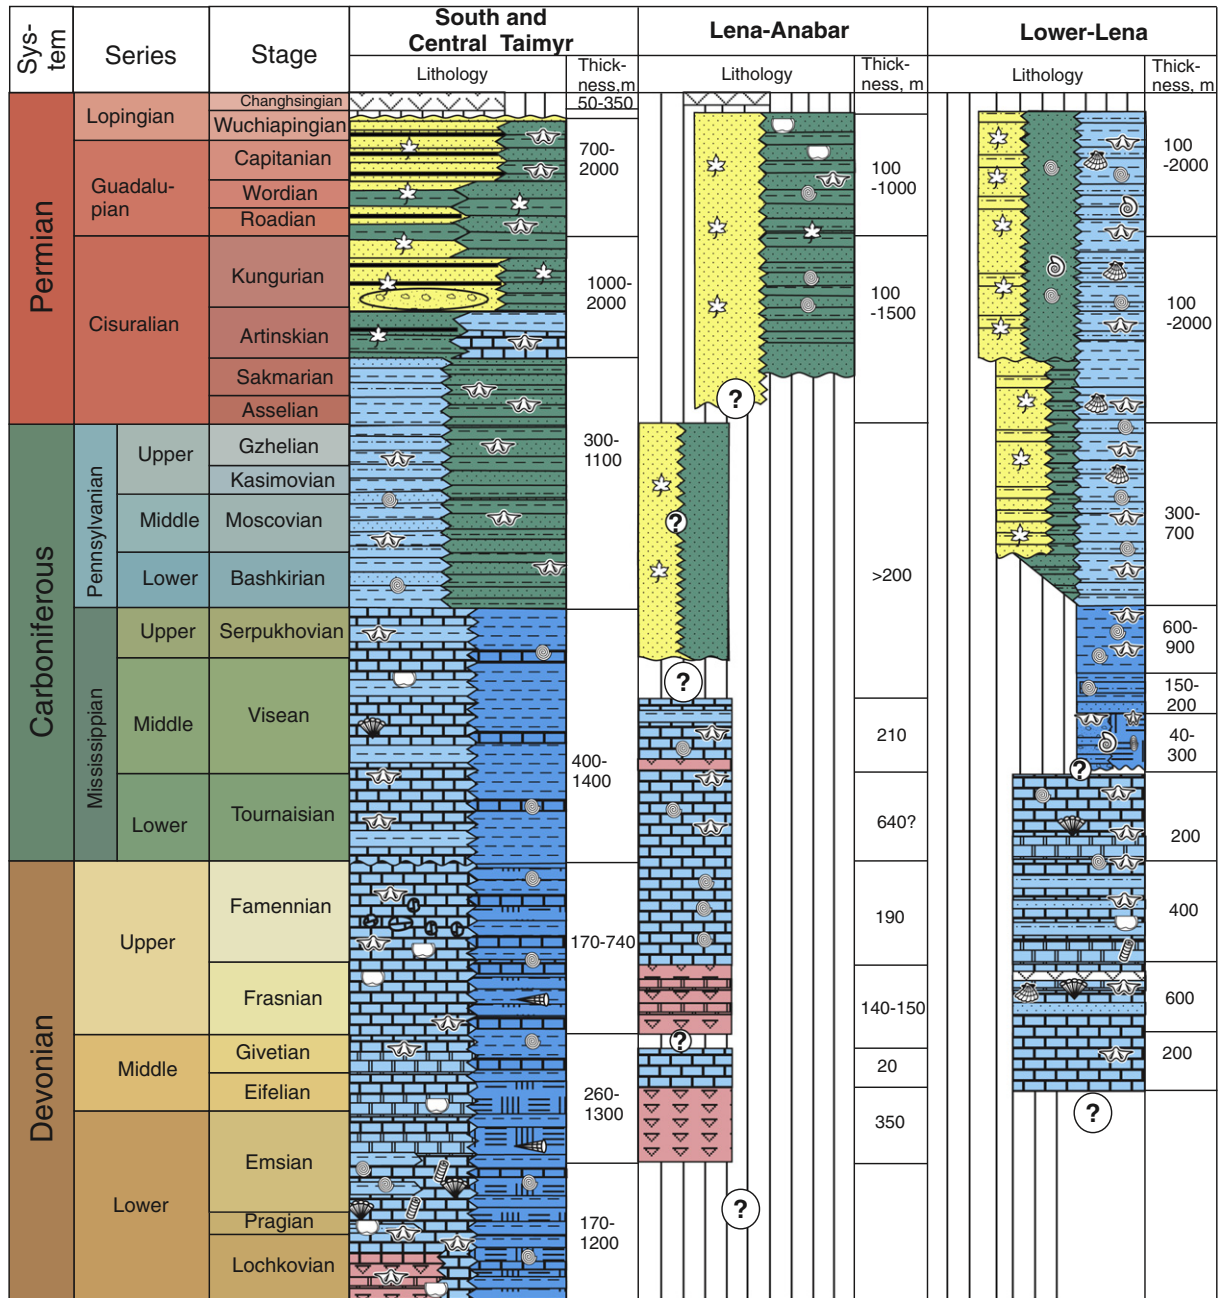 Sys-
tem
Series
Stage
South and
Central Taimyr
Lithology
Thick-
ness,m
Lena-Anabar
Lithology
Thick-
ness, m
Lower-Lena
Lithology
Thick-
ness, m
Permian
Lopingian
Guadalu-
pian
Cisuralian
Changhsingian
Wuchiapingian
Capitanian
Wordian
Roadian
Kungurian
Artinskian
Sakmarian
Asselian
Carboniferous
Pennsylvanian
Upper
Middle
Lower
Gzhelian
Kasimovian
Moscovian
Bashkirian
Mississippian
Upper
Middle
Lower
Serpukhovian
Visean
Tournaisian
Devonian
Upper
Middle
Lower
Famennian
Frasnian
Givetian
Eifelian
Emsian
Pragian
Lochkovian
50-350
700-
2000
1000-
2000
300-
1100
400-
1400
170-740
260-
1300
170-
1200
?
?
?
?
?
100
-1000
100
-1500
>200
210
640?
190
140-150
20
350
?
?
100
-2000
100
-2000
300-
700
600-
900
150-
200
40-
300
200
400
600
200